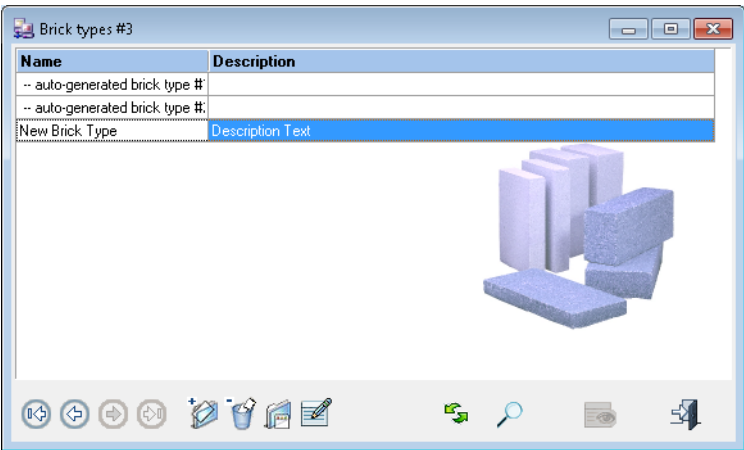 Brick types #3
Name Description
-- auto-generated brick type #
-- auto-generated brick type #
New Brick Type Description Text